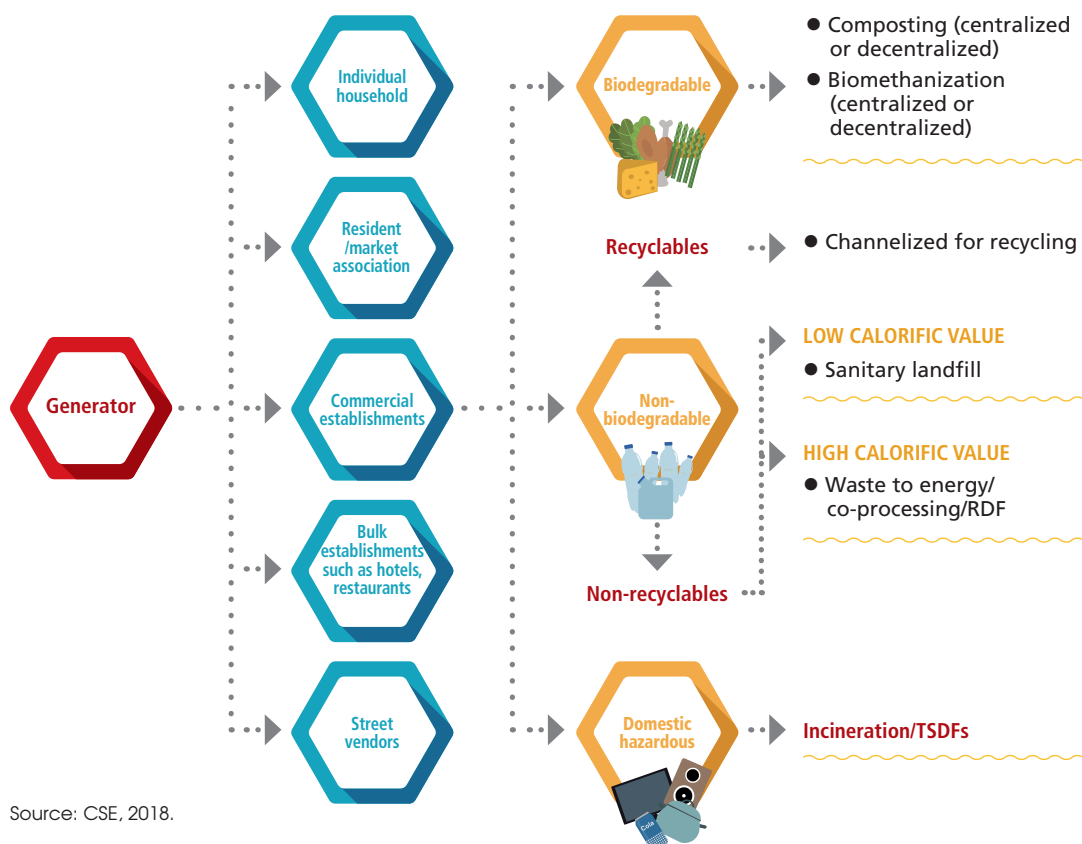 Generator
Individual
household
Resident
/market
association
Commercial
establishments
Bulk
establishments
such as hotels,
restaurants
Street
vendors
Biodegradable
● Composting (centralized
or decentralized)
● Biomethanization
(centralized or
decentralized)
Recyclables
● Channelized for recycling
Non-
biodegradable
Non-recyclables
LOW CALORIFIC VALUE
● Sanitary landfill
HIGH CALORIFIC VALUE
● Waste to energy/
co-processing/RDF
Domestic
hazardous
Cola
Incineration/TSDFs
Source: CSE, 2018.